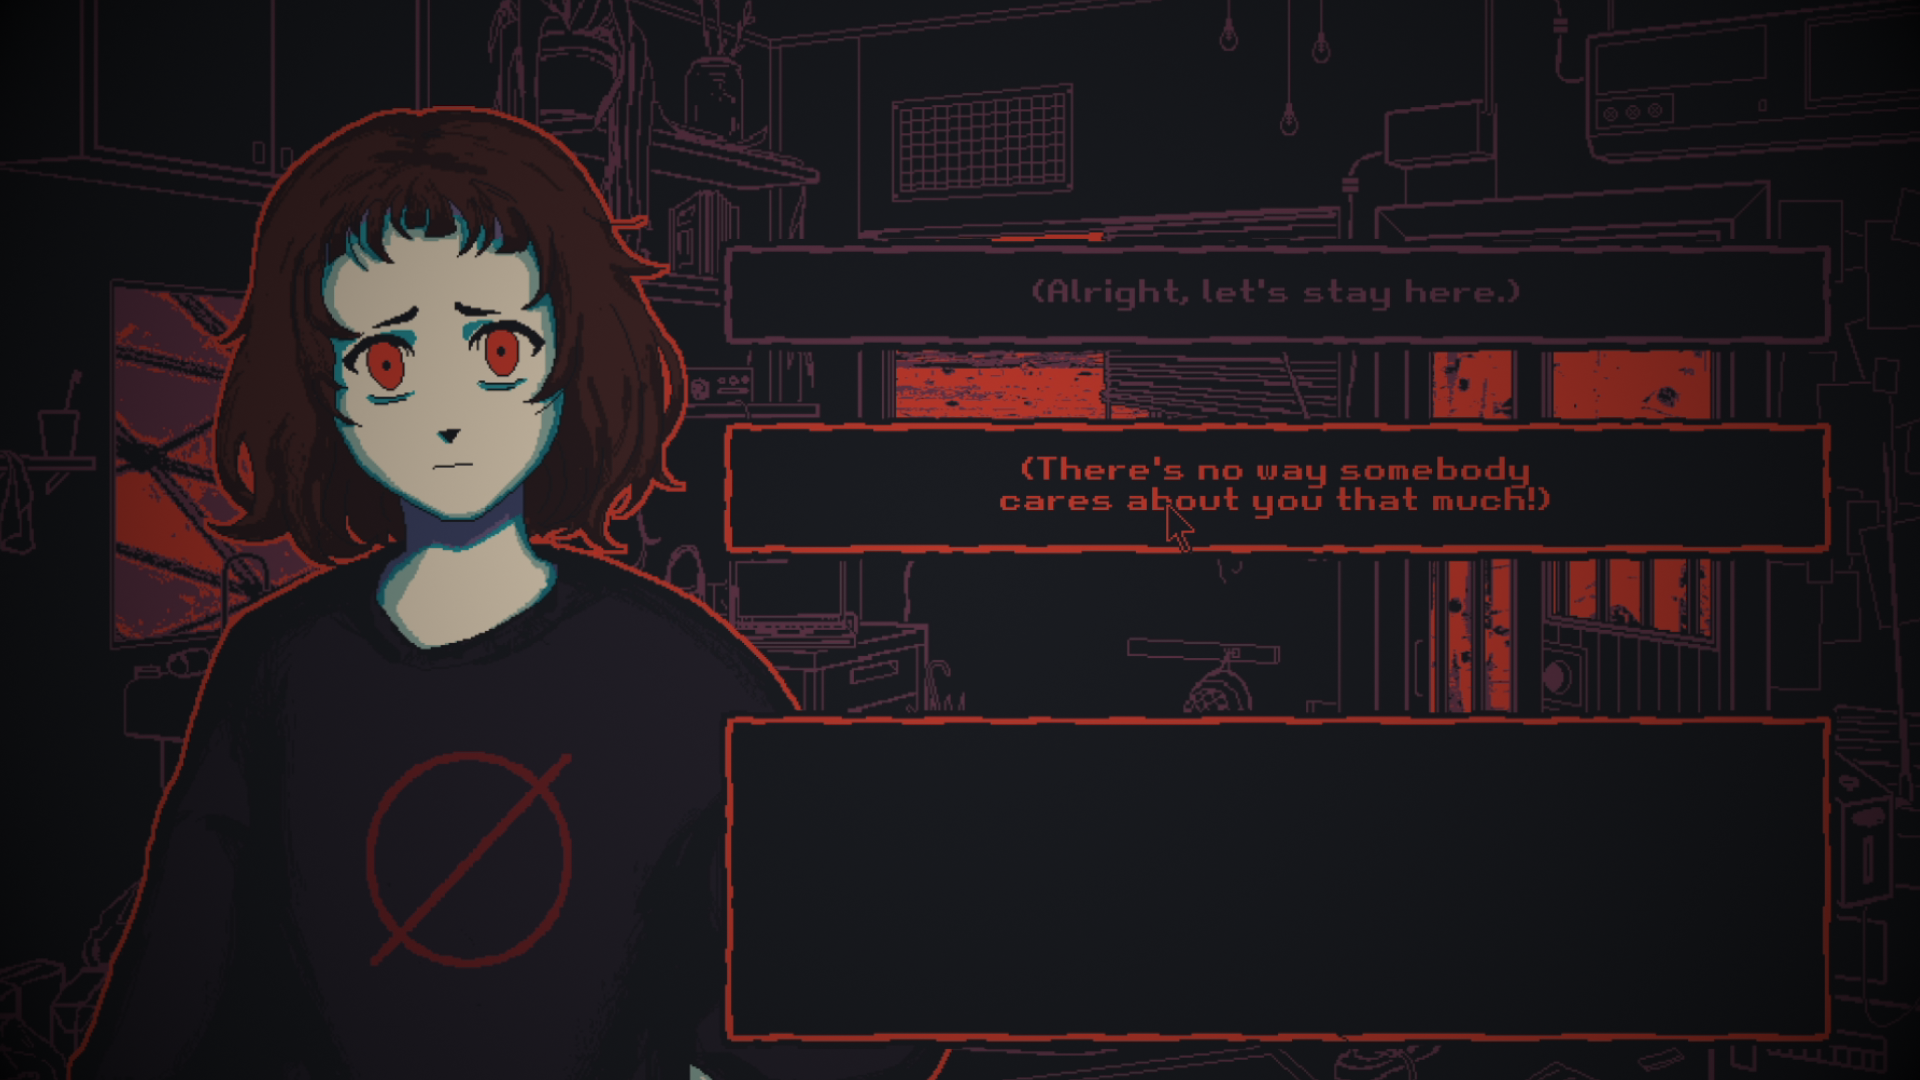 (Alright, let's stay here.)
(There's no way somebody
cares about you that much!)